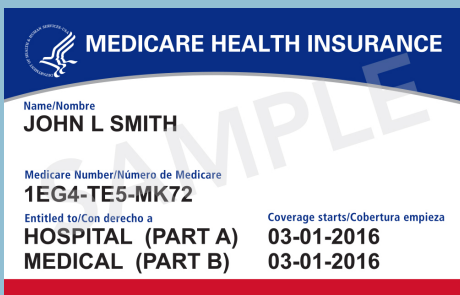 MEDICARE HEALTH INSURANCE
Name/Nombre
JOHN L SMITH
Medicare Number/Número de Medicare
1EG4-TE5-MK72
Entitled to/Con derecho a
HOSPITAL (PART A)
MEDICAL (PART B)
Coverage starts/Cobertura empieza
03-01-2016
03-01-2016
SAMPLE